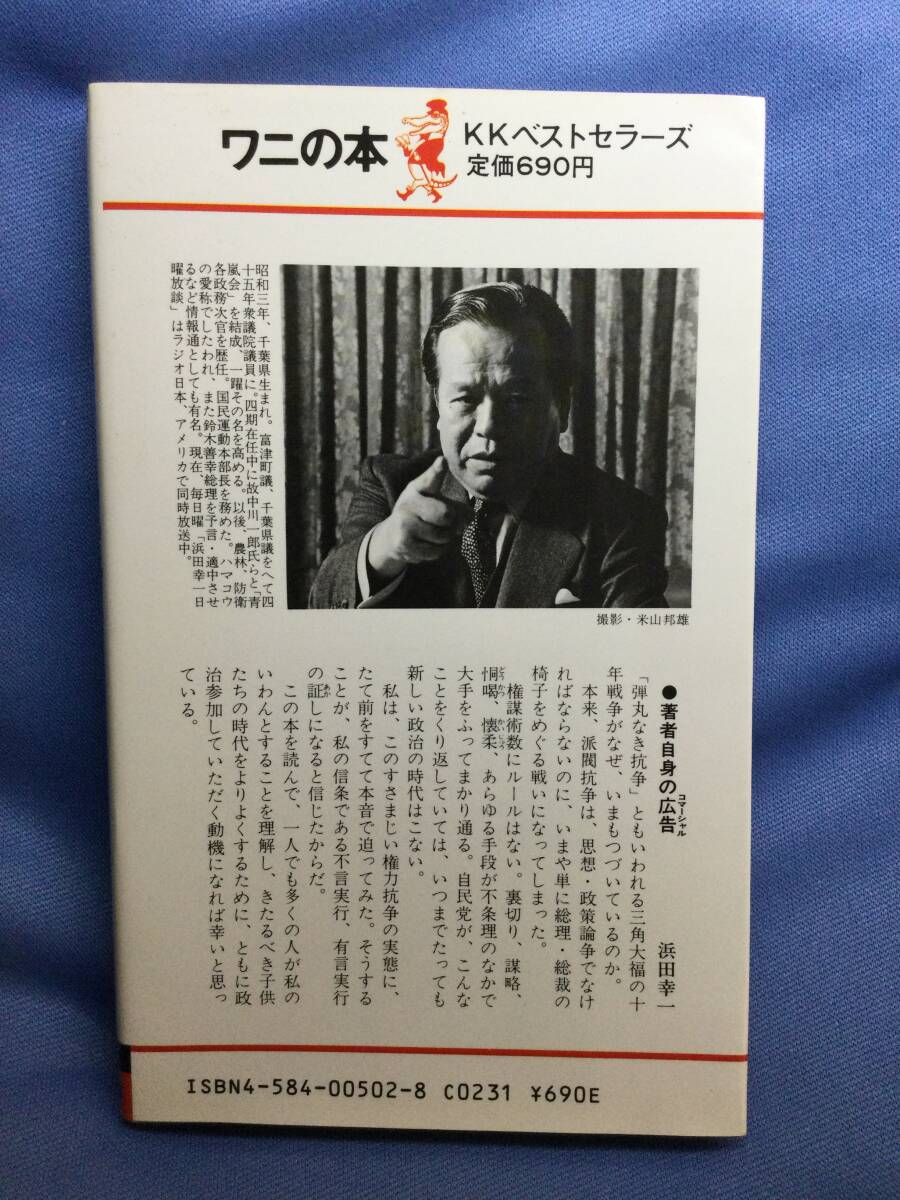 ワニの本
KKベストセラーズ
定価690円
昭和三年、千葉県生まれ。富津町議、千葉県議をへて四
十五年衆議院議員に。四期在任中に故中川一郎氏らと「青
嵐会」を結成、一躍その名を高める。以後、農林、防衛
各政務次官を歴任。国民運動本部長を務めた。ハマコウ
の愛称でしたわれ、また鈴木善幸総理を予言・適中させ
るなど情報通としても有名。現在、毎日曜「浜田幸一日
曜放談」はラジオ日本、アメリカで同時放送中。
撮影・米山邦雄
●著者自身の広告 浜田幸一
コマーシャル
「弾丸なき抗争」ともいわれる三角大福の十
年戦争がなぜ、いまもつづいているのか。
本来、派閥抗争は、思想・政策論争でなけ
ればならないのに、いまや単に総理・総裁の
椅子をめぐる戦いになってしまった。
権謀術数にルールはない。裏切り、謀略、
恫喝、懐柔、あらゆる手段が不条理のなかで
どうかつ かいじゅう
大手をふってまかり通る。自民党が、こんな
ことをくり返していては、いつまでたっても
新しい政治の時代はこない。
私は、このすさまじい権力抗争の実態に、
たて前をすてて本音で迫ってみた。そうする
ことが、私の信条である不言実行、有言実行
の証しになると信じたからだ。
あか
この本を読んで、一人でも多くの人が私の
いわんとすることを理解し、きたるべき子供
たちの時代をよりよくするために、ともに政
治参加していただく動機になれば幸いと思っ
ている。
ISBN4-584-00502-8 C0231 ¥690E